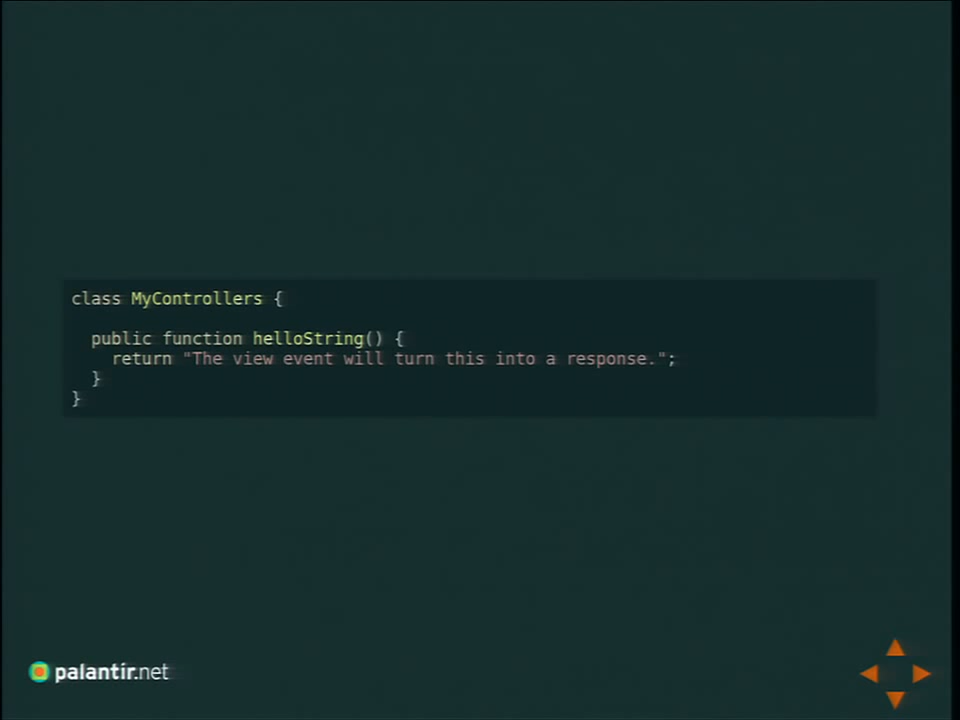 class MyControllers {
public function helloString() {
return "The view event will turn this into a response.";
}
}
palantir.net